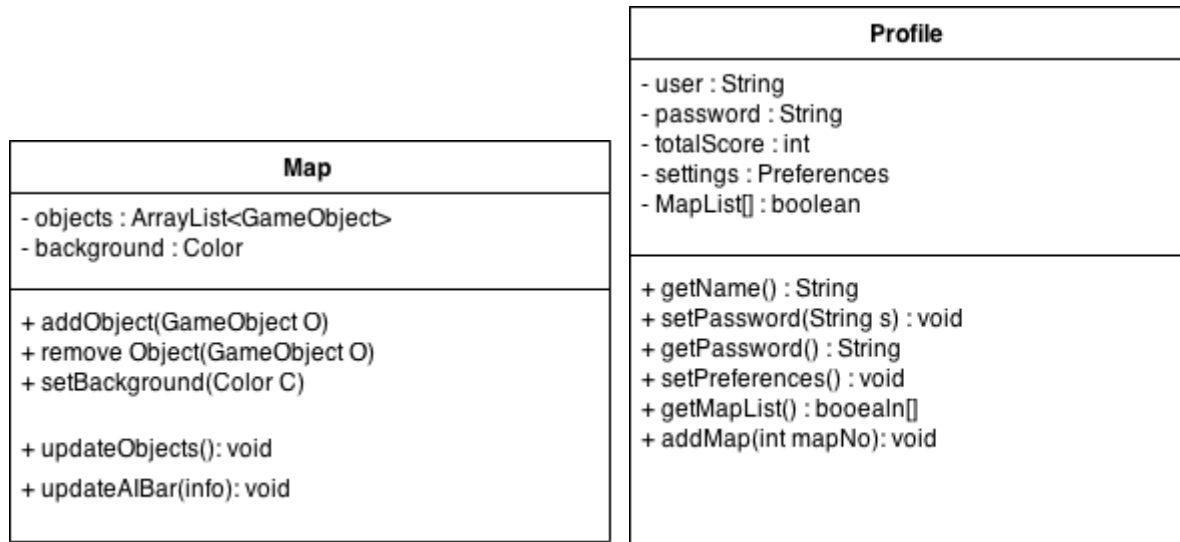 Map
- objects : ArrayList<GameObject>
- background : Color
+ addObject(GameObject O)
+ remove Object(GameObject O)
+ setBackground(Color C)
+ updateObjects(): void
+ updateAIBar(info): void
Profile
- user : String
- password : String
- totalScore : int
- settings : Preferences
- MapList[] : boolean
+ getName() : String
+ setPassword(String s) : void
+ getPassword() : String
+ setPreferences() : void
+ getMapList() : booealn[]
+ addMap(int mapNo): void